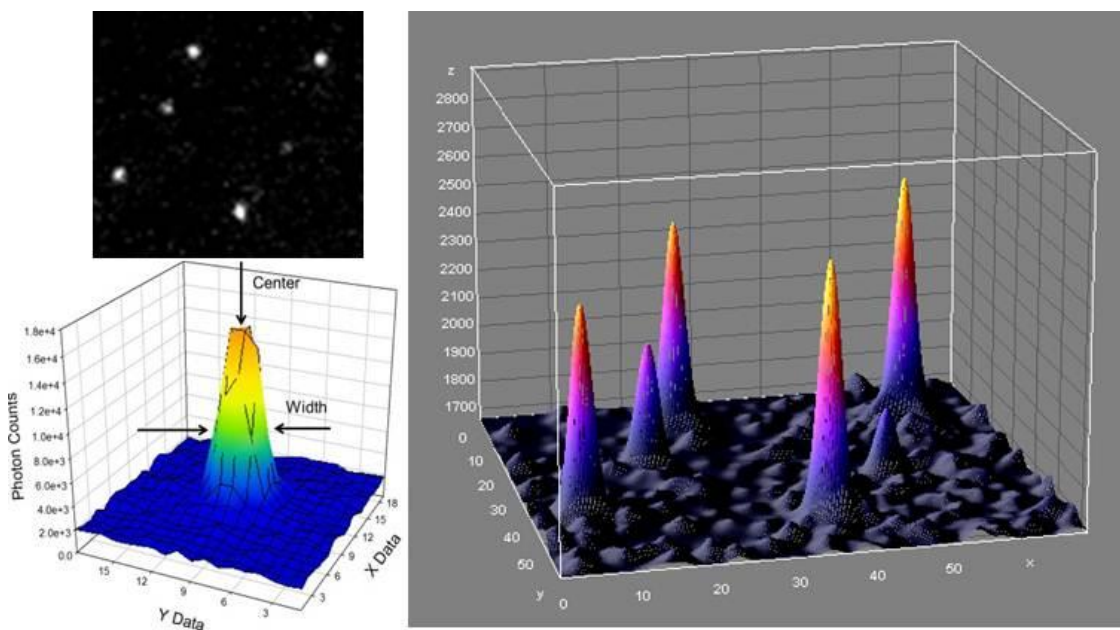 Center
Width
Photon Counts
1.8e+4
1.6e+4
1.4e+4
1.2e+4
1.0e+4
8.0e+3
6.0e+3
4.0e+3
2.0e+3
0.0
15
12
9
6
3
Y Data
3
6
9
12
15
18
X Data
z
2800
2700
2600
2500
2400
2300
2200
2100
2000
1900
1800
1700
0
10
20
30
40
50
y
0
10
20
30
40
50
x